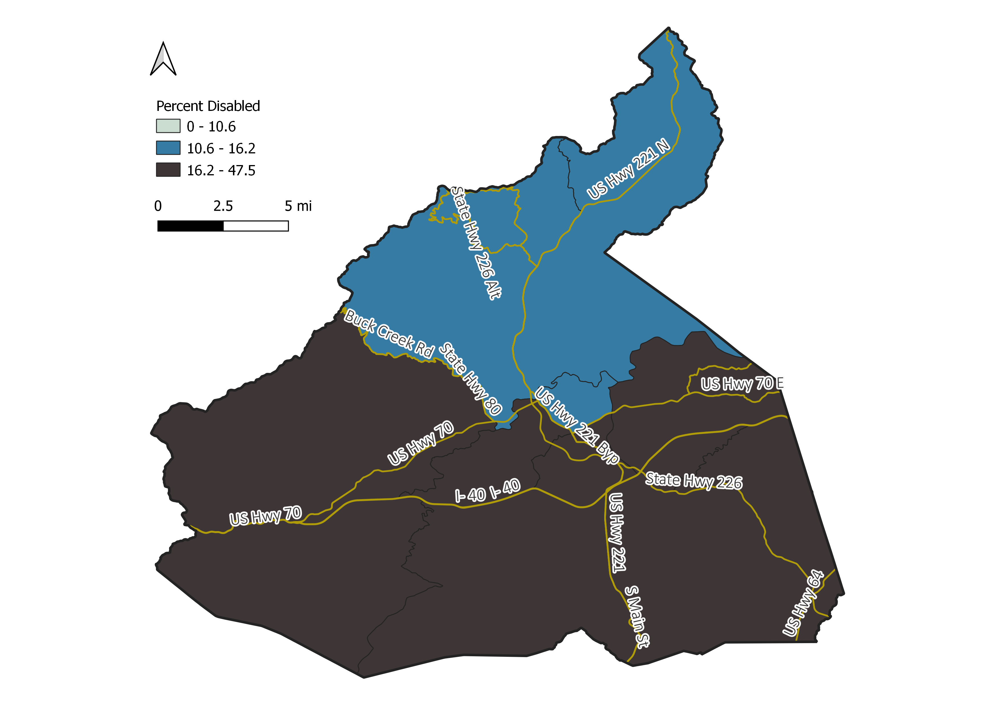 Percent Disabled
0 - 10.6
10.6 - 16.2
16.2 - 47.5
0 2.5 5 mi
US Hwy 221 N
State Hwy 226 Alt
Buck Creek Rd
State Hwy 80
US Hwy 70 E
US Hwy 221 Byp
US Hwy 70
State Hwy 226
I- 40 I- 40
US Hwy 70
US Hwy 221
US Hwy 64
S Main St